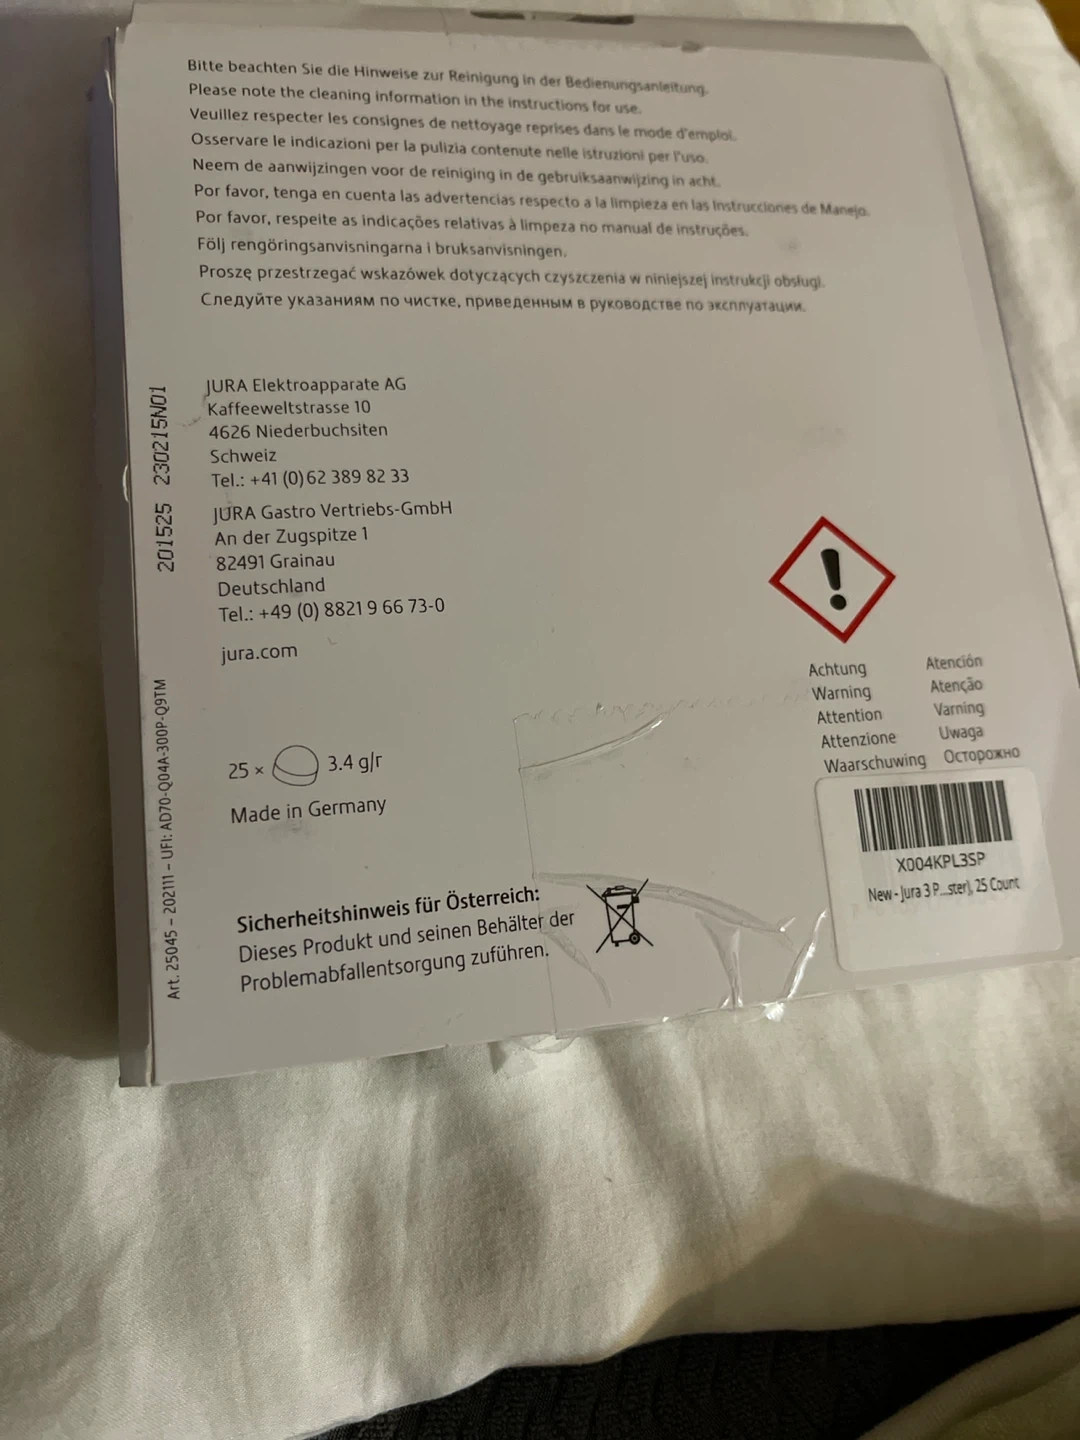 Bitte beachten Sie die Hinweise zur Reinigung in der Bedienungsanleitung.
Please note the cleaning information in the instructions for use.
Veuillez respecter les consignes de nettoyage reprises dans le mode d'emploi.
Osservare le indicazioni per la pulizia contenute nelle istruzioni per l'uso.
Neem de aanwijzingen voor de reiniging in de gebruiksaanwijzing in acht.
Por favor, tenga en cuenta las advertencias respecto a la limpieza en las Instrucciones de Manejo.
Por favor, respeite as indicações relativas à limpeza no manual de instruções.
Följ rengöringsanvisningarna i bruksanvisningen.
Proszę przestrzegać wskazówek dotyczących czyszczenia w niniejszej instrukcji obsługi.
Следуйте указаниям по чистке, приведенным в руководстве по эксплуатации.
JURA Elektroapparate AG
Kaffeeweltstrasse 10
4626 Niederbuchsiten
Schweiz
Tel.: +41 (0)62 389 82 33
JURA Gastro Vertriebs-GmbH
An der Zugspitze 1
82491 Grainau
Deutschland
Tel.: +49 (0) 8821 9 66 73-0
jura.com
25 × 3.4 g/r
Made in Germany
Sicherheitshinweis für Österreich:
Dieses Produkt und seinen Behälter der
Problemabfallentsorgung zuführen.
201525 230215N01
Art. 25045 – 202111 – UFI: AD70-Q04A-300P-Q9TM
Achtung Atención
Warning Atenção
Attention Varning
Attenzione Uwaga
Waarschuwing Осторожно
X004KPL3SP
New - Jura 3 P...ster), 25 Count